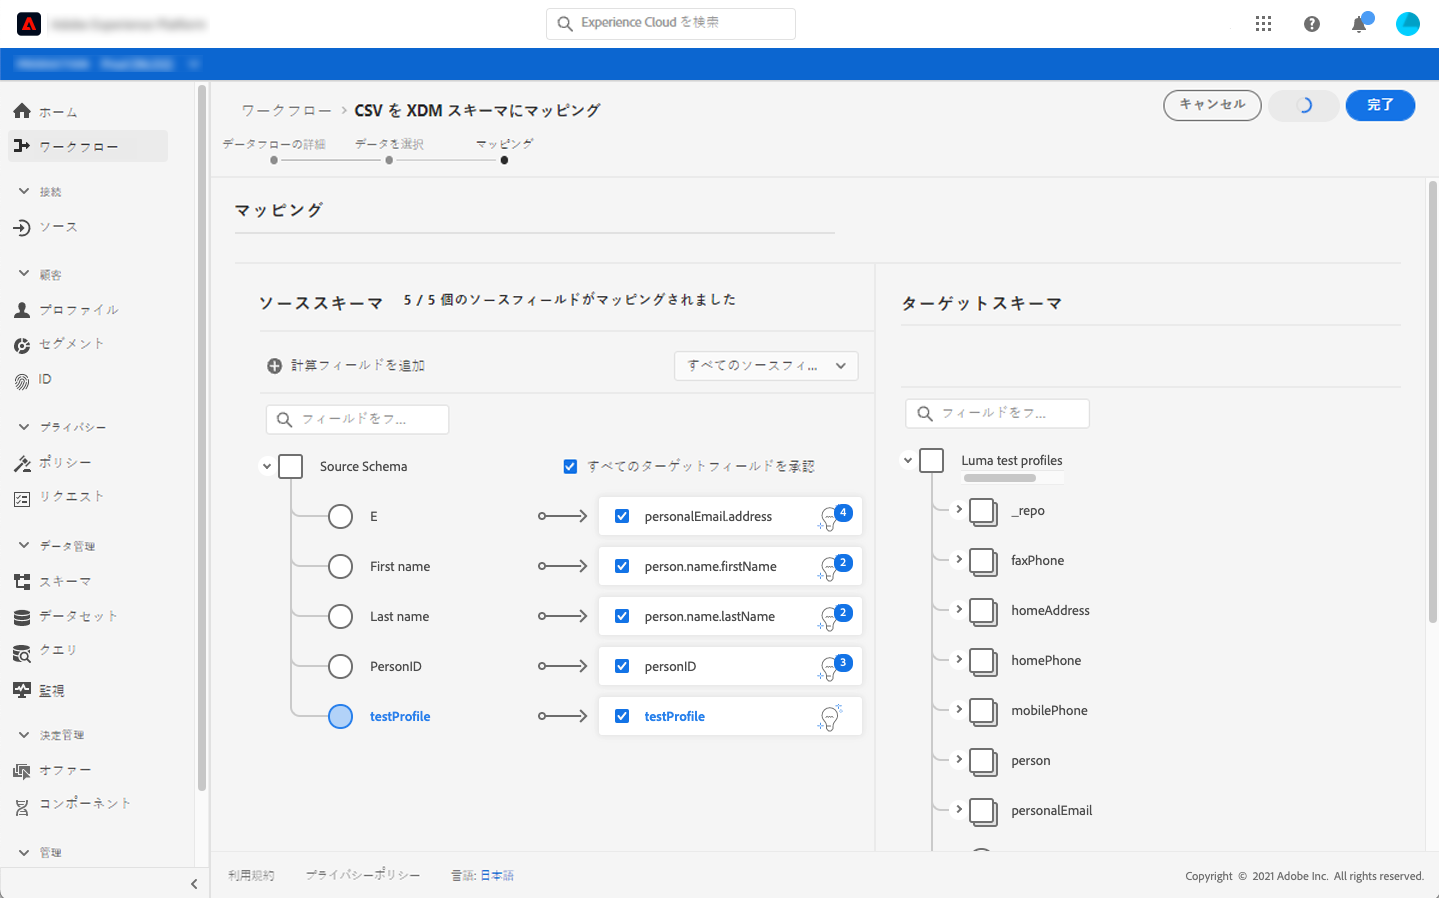 Experience Cloud を検索
ホーム
ワークフロー
接続
ソース
顧客
プロファイル
セグメント
ID
プライバシー
ポリシー
リクエスト
データ管理
スキーマ
データセット
クエリ
監視
決定管理
オファー
コンポーネント
管理
ワークフロー › CSV を XDM スキーマにマッピング
キャンセル
完了
データフローの詳細
データを選択
マッピング
マッピング
ソーススキーマ 5 / 5 個のソースフィールドがマッピングされました
計算フィールドを追加
すべてのソースフィ...
フィールドをフ...
Source Schema
すべてのターゲットフィールドを承認
E personalEmail.address 4
First name person.name.firstName 2
Last name person.name.lastName 2
PersonID personID 3
testProfile testProfile
ターゲットスキーマ
フィールドをフ...
Luma test profiles
_repo
faxPhone
homeAddress
homePhone
mobilePhone
person
personalEmail
利用規約 プライバシーポリシー 言語: 日本語
Copyright © 2021 Adobe Inc. All rights reserved.